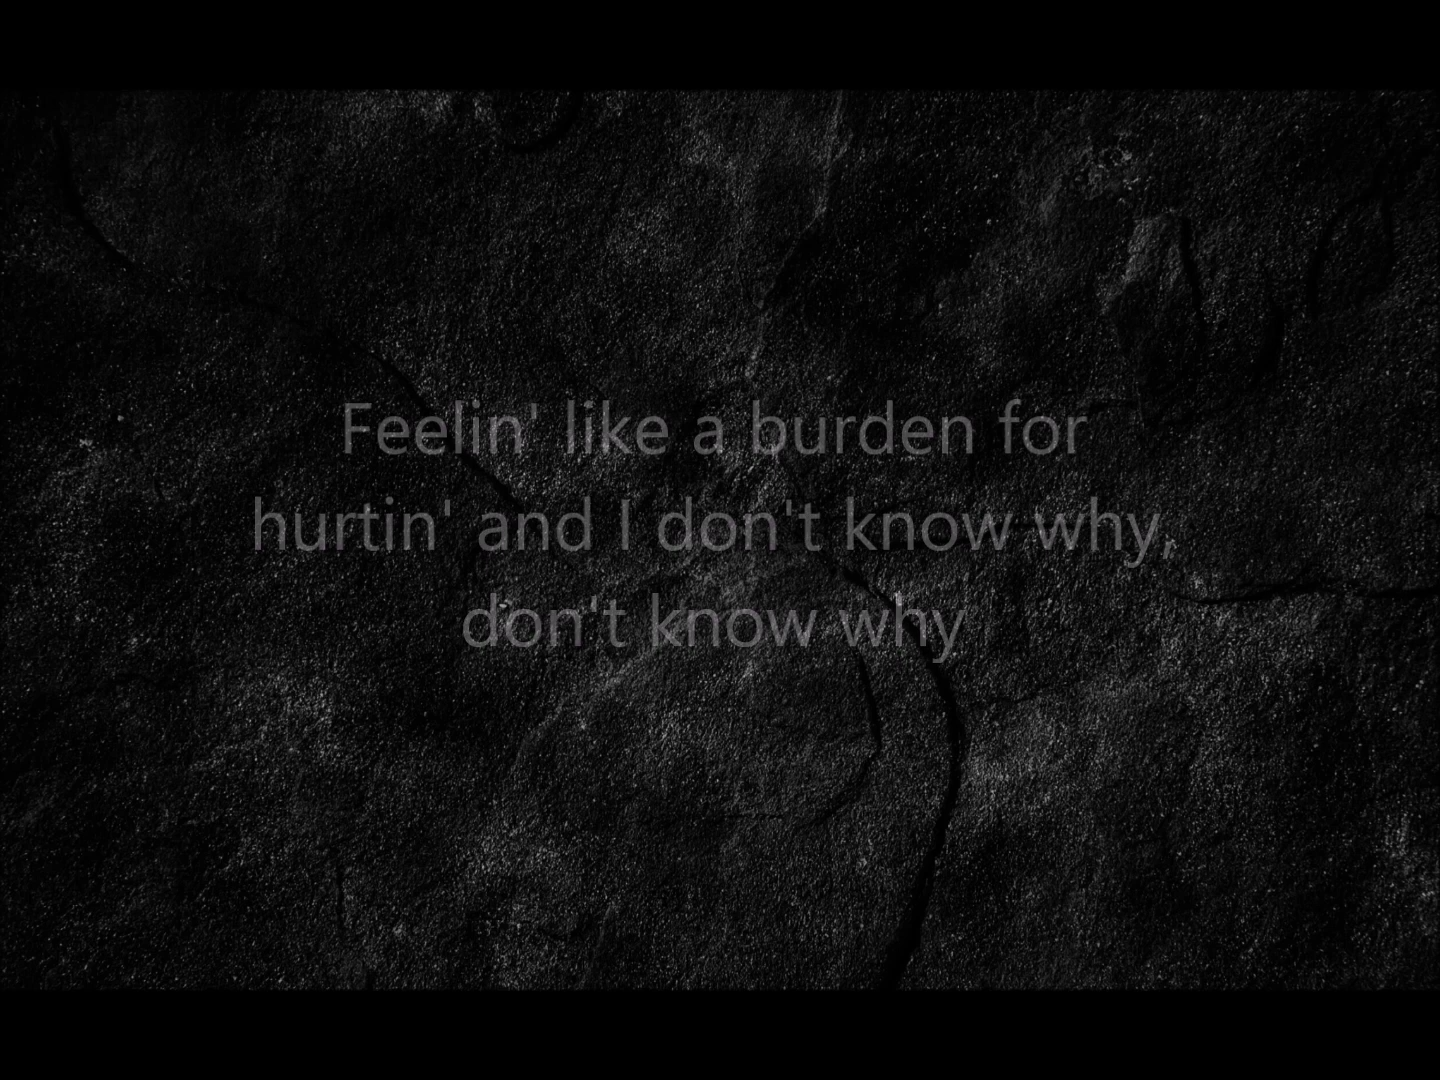 Feelin' like a burden for
hurtin' and I don't know why,
don't know why